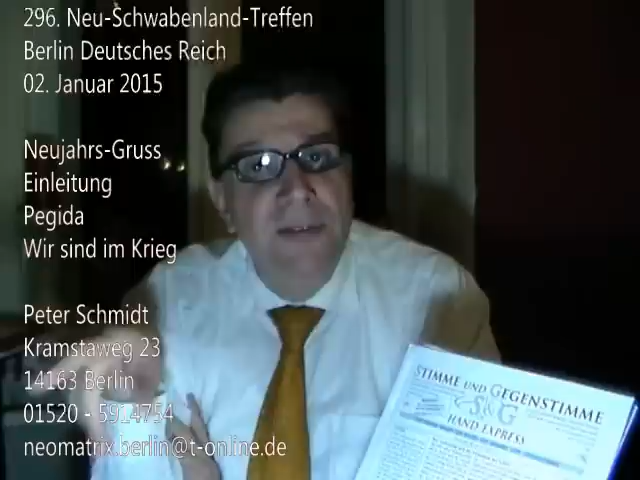 296. Neu-Schwabenland-Treffen
Berlin Deutsches Reich
02. Januar 2015
Neujahrs-Gruss
Einleitung
Pegida
Wir sind im Krieg
Peter Schmidt
Kramstaweg 23
14163 Berlin
01520 - 5914754
neomatrix.berlin@t-online.de
STIMME UND GEGENSTIMME
S&G
HAND EXPRESS